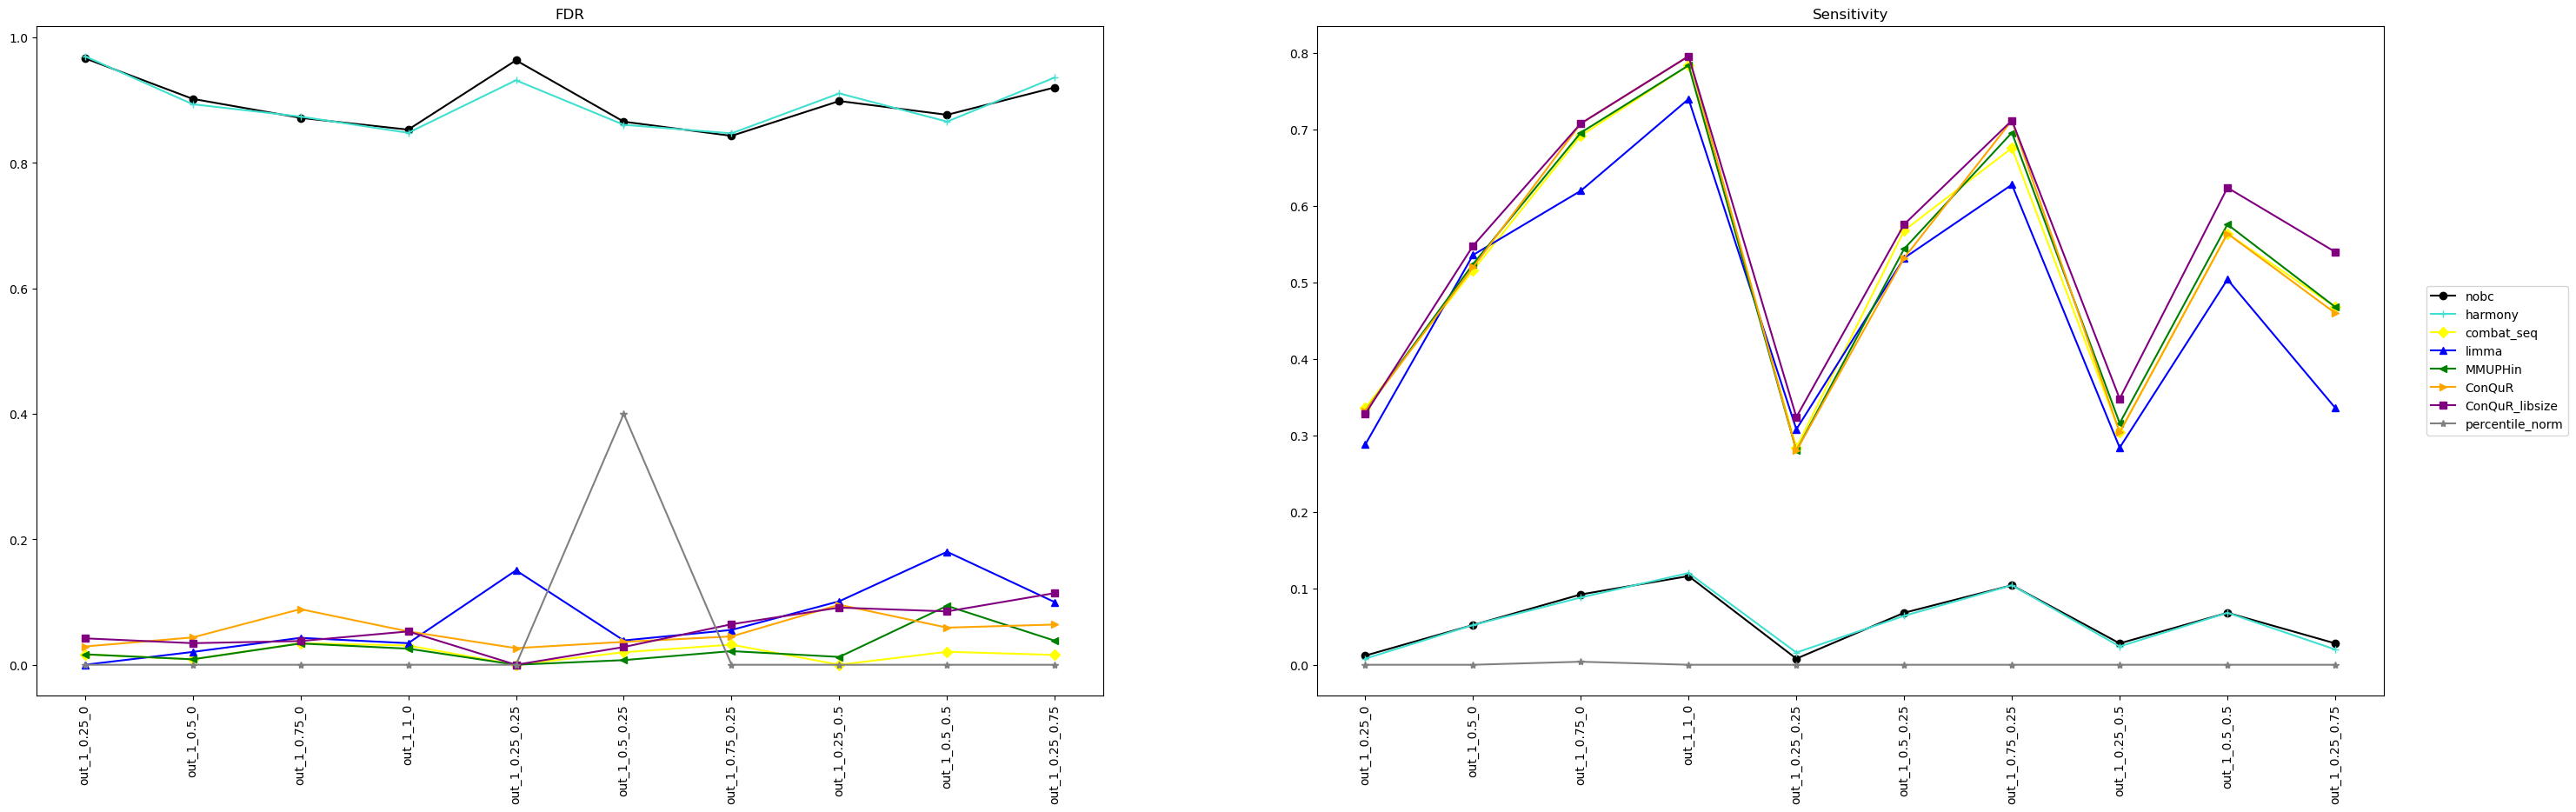 FDR
1.0
0.8
0.6
0.4
0.2
0.0
out_1_0.25_0
out_1_0.5_0
out_1_0.75_0
out_1_1_0
out_1_0.25_0.25
out_1_0.5_0.25
out_1_0.75_0.25
out_1_0.25_0.5
out_1_0.5_0.5
out_1_0.25_0.75
Sensitivity
0.8
0.7
0.6
0.5
0.4
0.3
0.2
0.1
0.0
out_1_0.25_0
out_1_0.5_0
out_1_0.75_0
out_1_1_0
out_1_0.25_0.25
out_1_0.5_0.25
out_1_0.75_0.25
out_1_0.25_0.5
out_1_0.5_0.5
out_1_0.25_0.75
nobc
harmony
combat_seq
limma
MMUPHin
ConQuR
ConQuR_libsize
percentile_norm